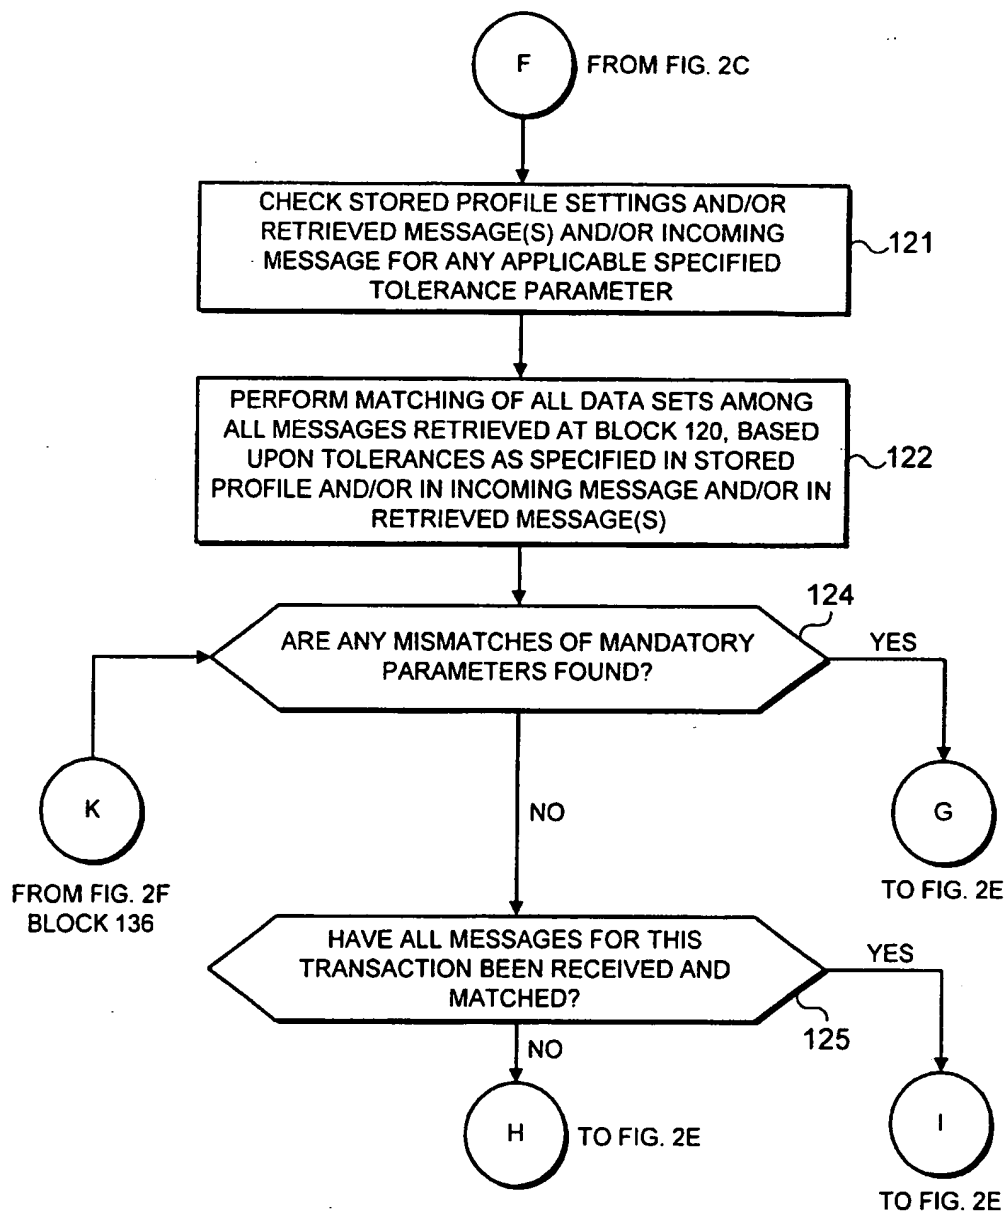 F
FROM FIG. 2C
CHECK STORED PROFILE SETTINGS AND/OR
RETRIEVED MESSAGE(S) AND/OR INCOMING
MESSAGE FOR ANY APPLICABLE SPECIFIED
TOLERANCE PARAMETER
121
PERFORM MATCHING OF ALL DATA SETS AMONG
ALL MESSAGES RETRIEVED AT BLOCK 120, BASED
UPON TOLERANCES AS SPECIFIED IN STORED
PROFILE AND/OR IN INCOMING MESSAGE AND/OR IN
RETRIEVED MESSAGE(S)
122
124
ARE ANY MISMATCHES OF MANDATORY
PARAMETERS FOUND?
YES
K
FROM FIG. 2F
BLOCK 136
NO
G
TO FIG. 2E
HAVE ALL MESSAGES FOR THIS
TRANSACTION BEEN RECEIVED AND
MATCHED?
YES
125
NO
H
TO FIG. 2E
I
TO FIG. 2E